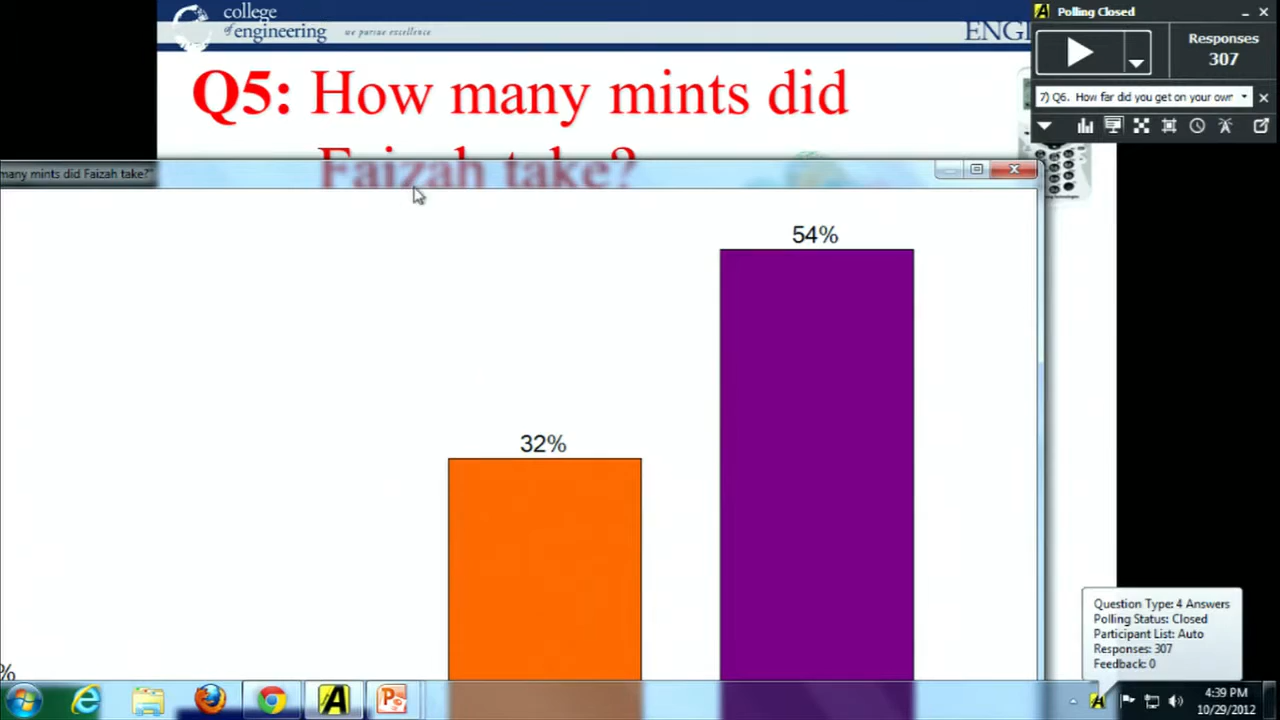 college
of engineering
we pursue excellence
ENGI
Polling Closed
Responses
307
7) Q6. How far did you get on your own
Q5: How many mints did
Faizah take?
many mints did Faizah take?"
54%
32%
%
Question Type: 4 Answers
Polling Status: Closed
Participant List: Auto
Responses: 307
Feedback: 0
4:39 PM
10/29/2012